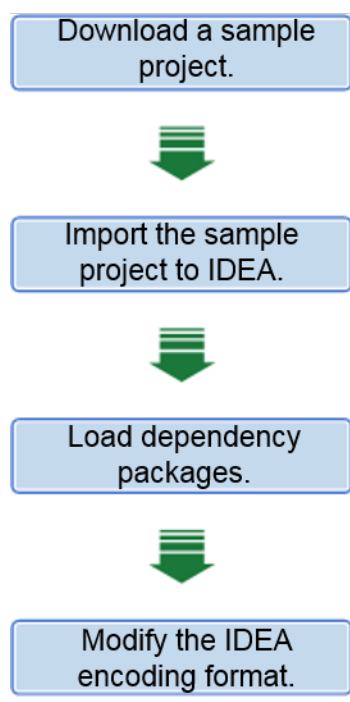 Download a sample
project.
Import the sample
project to IDEA.
Load dependency
packages.
Modify the IDEA
encoding format.